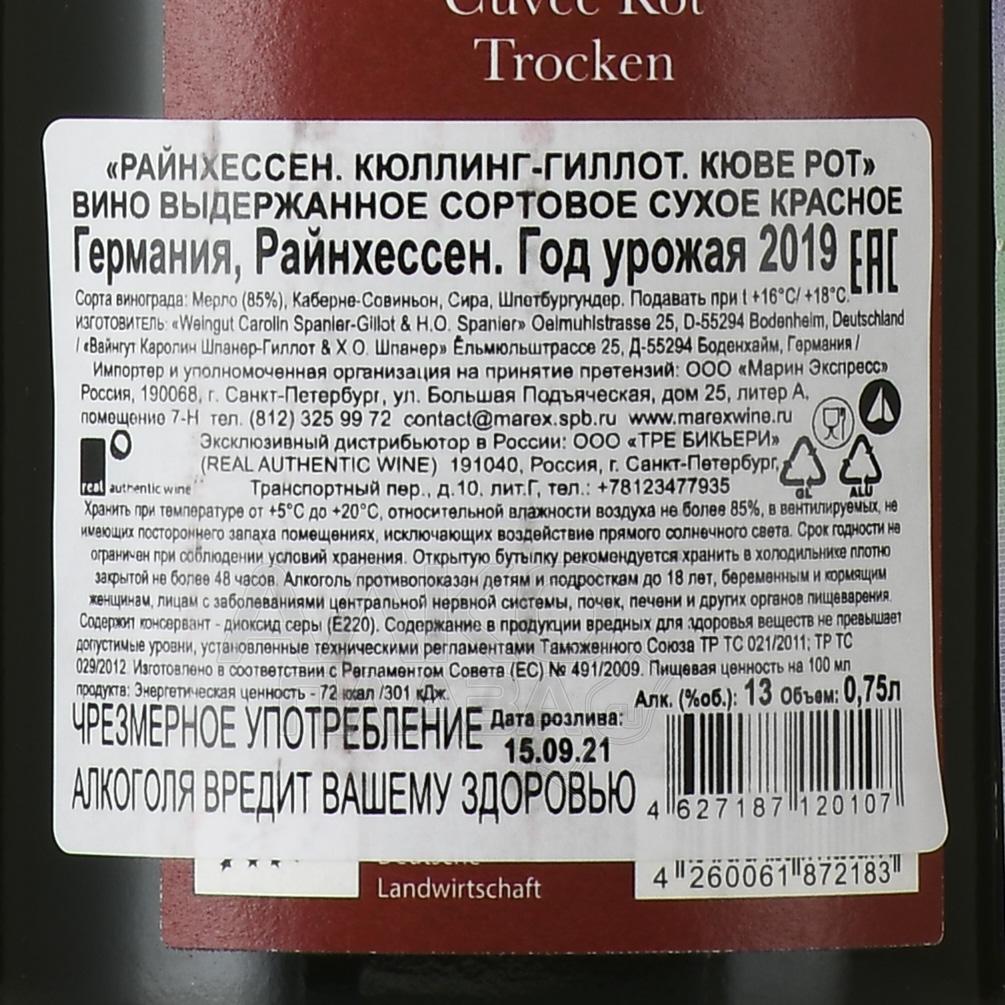 Cuvée Rot
Trocken
«РАЙНХЕССЕН. КЮЛЛИНГ-ГИЛЛОТ. КЮВЕ РОТ»
ВИНО ВЫДЕРЖАННОЕ СОРТОВОЕ СУХОЕ КРАСНОЕ
Германия, Райнхессен. Год урожая 2019 EAC
Сорта винограда: Мерло (85%), Каберне-Совиньон, Сира, Шпетбургундер. Подавать при t +16°C/ +18°C.
изготовитель: «Weingut Carolin Spanier-Gillot & H.O. Spanier» Oelmuhlstrasse 25, D-55294 Bodenheim, Deutschland
/ «Вайнгут Каролин Шпанер-Гиллот & Х.О. Шпанер» Ёльмюльштрассе 25, Д-55294 Боденхайм, Германия /
Импортер и уполномоченная организация на принятие претензий: ООО «Марин Экспресс»
Россия, 190068, г. Санкт-Петербург, ул. Большая Подъяческая, дом 25, литер А,
помещение 7-Н тел. (812) 325 99 72 contact@marex.spb.ru www.marexwine.ru
Эксклюзивный дистрибьютор в России: ООО «ТРЕ БИКЬЕРИ»
(REAL AUTHENTIC WINE) 191040, Россия, г. Санкт-Петербург,
real authentic wine Транспортный пер., д.10, лит.Г, тел.: +78123477935
GL ALU
Хранить при температуре от +5°C до +20°C, относительной влажности воздуха не более 85%, в вентилируемых, не
имеющих постороннего запаха помещениях, исключающих воздействие прямого солнечного света. Срок годности не
ограничен при соблюдении условий хранения. Открытую бутылку рекомендуется хранить в холодильнике плотно
закрытой не более 48 часов. Алкоголь противопоказан детям и подросткам до 18 лет, беременным и кормящим
женщинам, лицам с заболеваниями центральной нервной системы, почек, печени и других органов пищеварения.
Содержит консервант - диоксид серы (E220). Содержание в продукции вредных для здоровья веществ не превышает
допустимые уровни, установленные техническими регламентами Таможенного Союза ТР ТС 021/2011; ТР ТС
029/2012. Изготовлено в соответствии с Регламентом Совета (ЕС) № 491/2009. Пищевая ценность на 100 мл
продукта: Энергетическая ценность - 72 ккал /301 кДж.
Алк. (%об.): 13 Объем: 0,75л
ЧРЕЗМЕРНОЕ УПОТРЕБЛЕНИЕ
АЛКОГОЛЯ ВРЕДИТ ВАШЕМУ ЗДОРОВЬЮ
Дата розлива:
15.09.21
4 627187 120107
Deutsche
Landwirtschaft
4 260061 872183